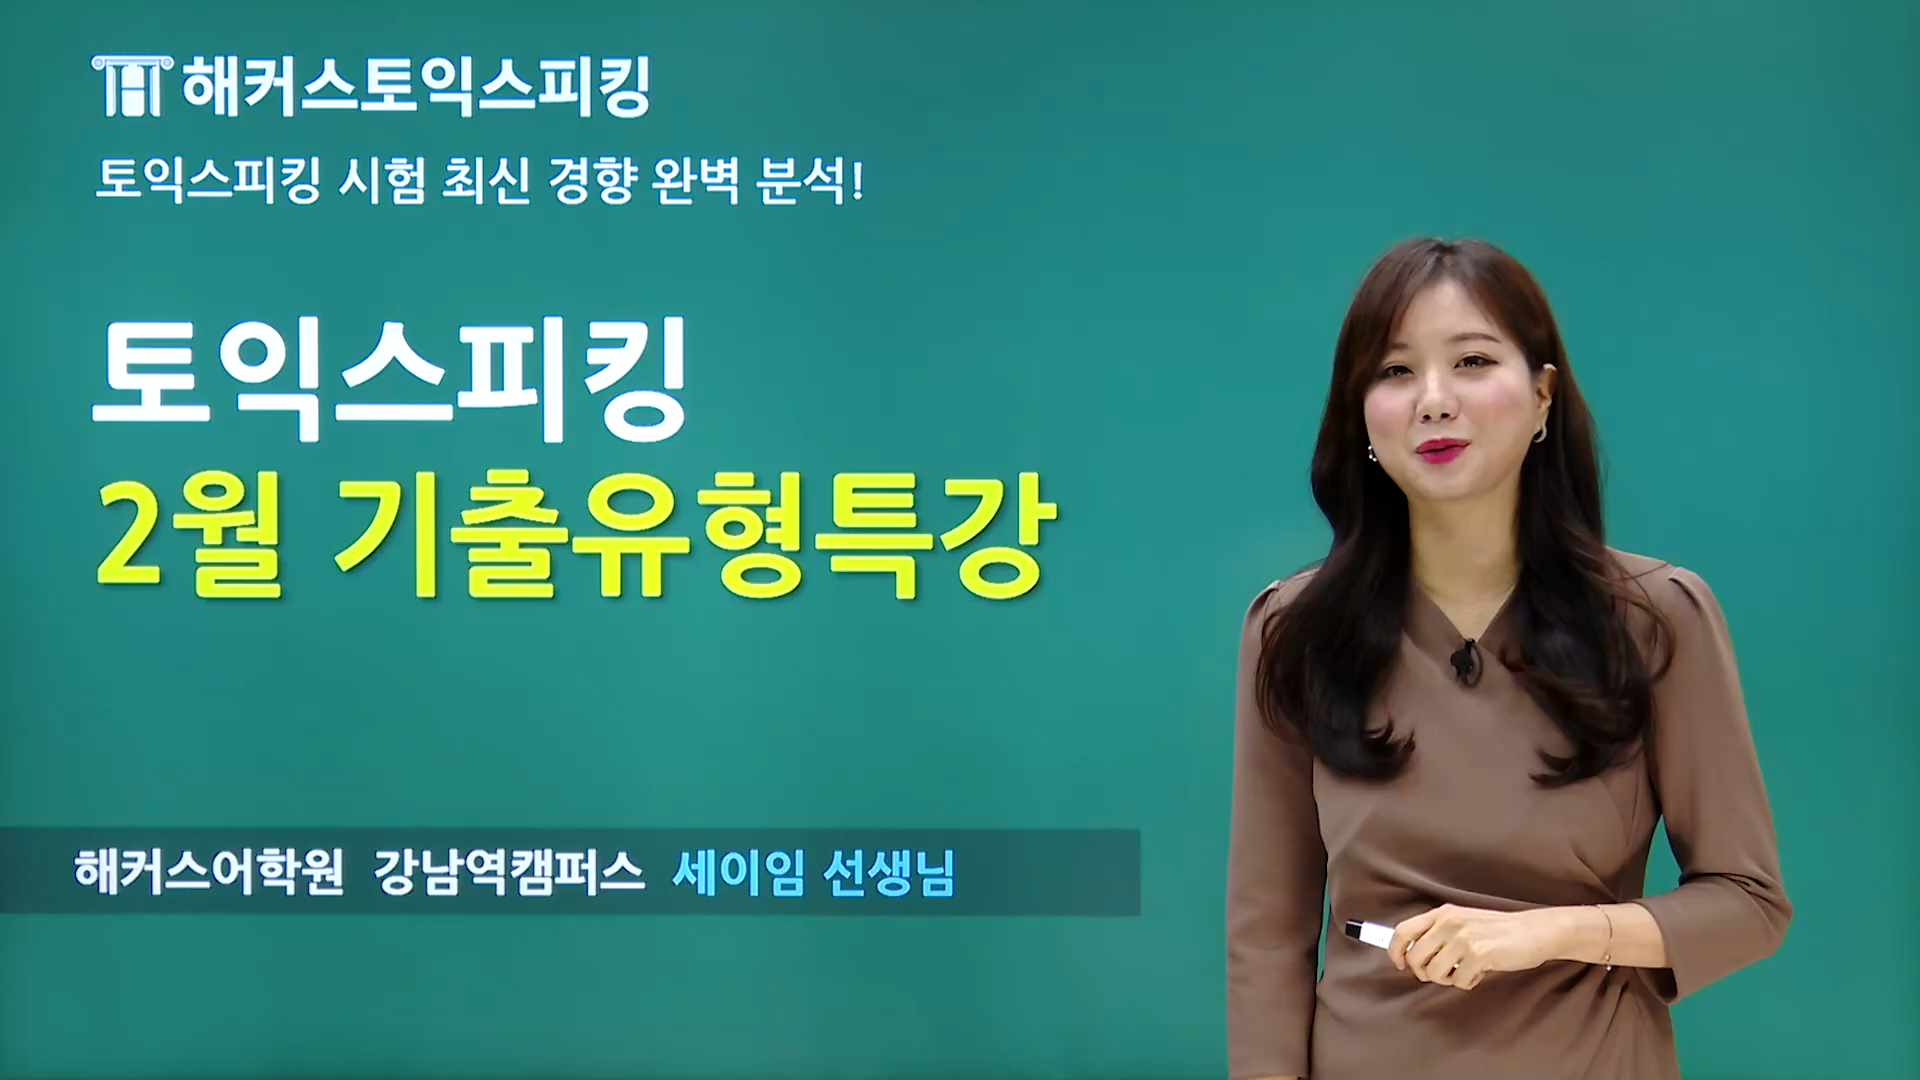 해커스토익스피킹
토익스피킹 시험 최신 경향 완벽 분석!
토익스피킹
2월 기출유형특강
해커스어학원 강남역캠퍼스 세이임 선생님